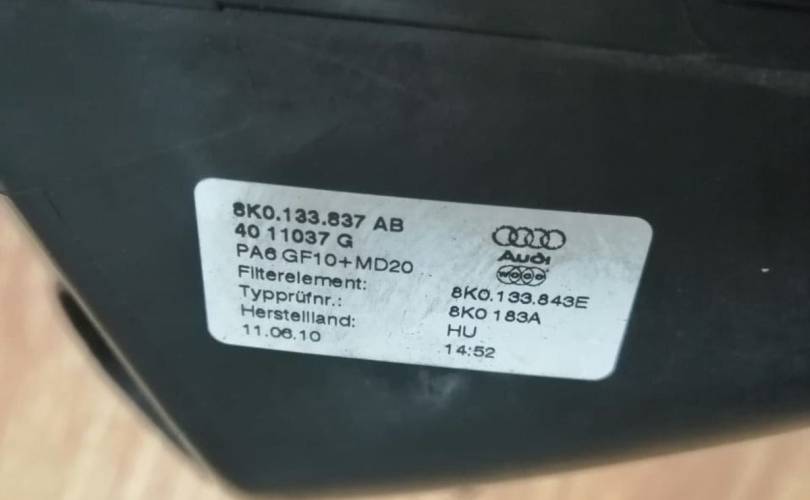 8K0.133.837 AB
40 11037 G
PA6 GF10+MD20
Filterelement: 8K0.133.843E
Typprüfnr.: 8K0 183A
Herstellland: HU
11.06.10 14:52
Audi